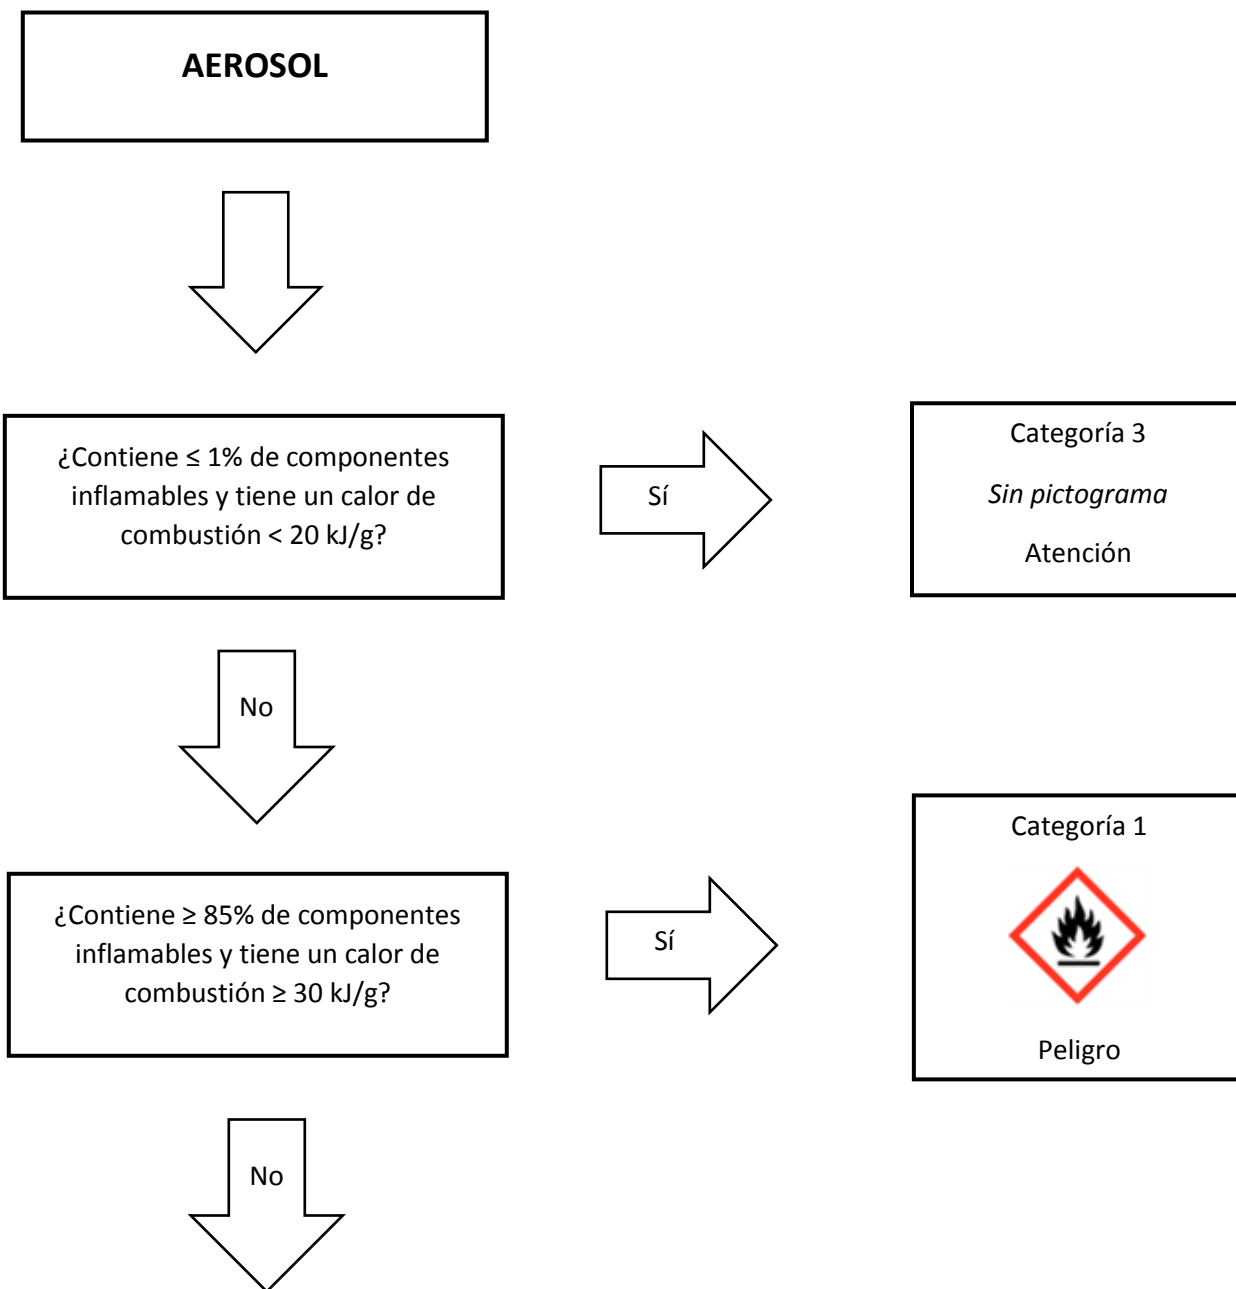 AEROSOL
¿Contiene ≤ 1% de componentes
inflamables y tiene un calor de
combustión < 20 kJ/g?
Sí
Categoría 3
Sin pictograma
Atención
No
¿Contiene ≥ 85% de componentes
inflamables y tiene un calor de
combustión ≥ 30 kJ/g?
Sí
Categoría 1
Peligro
No